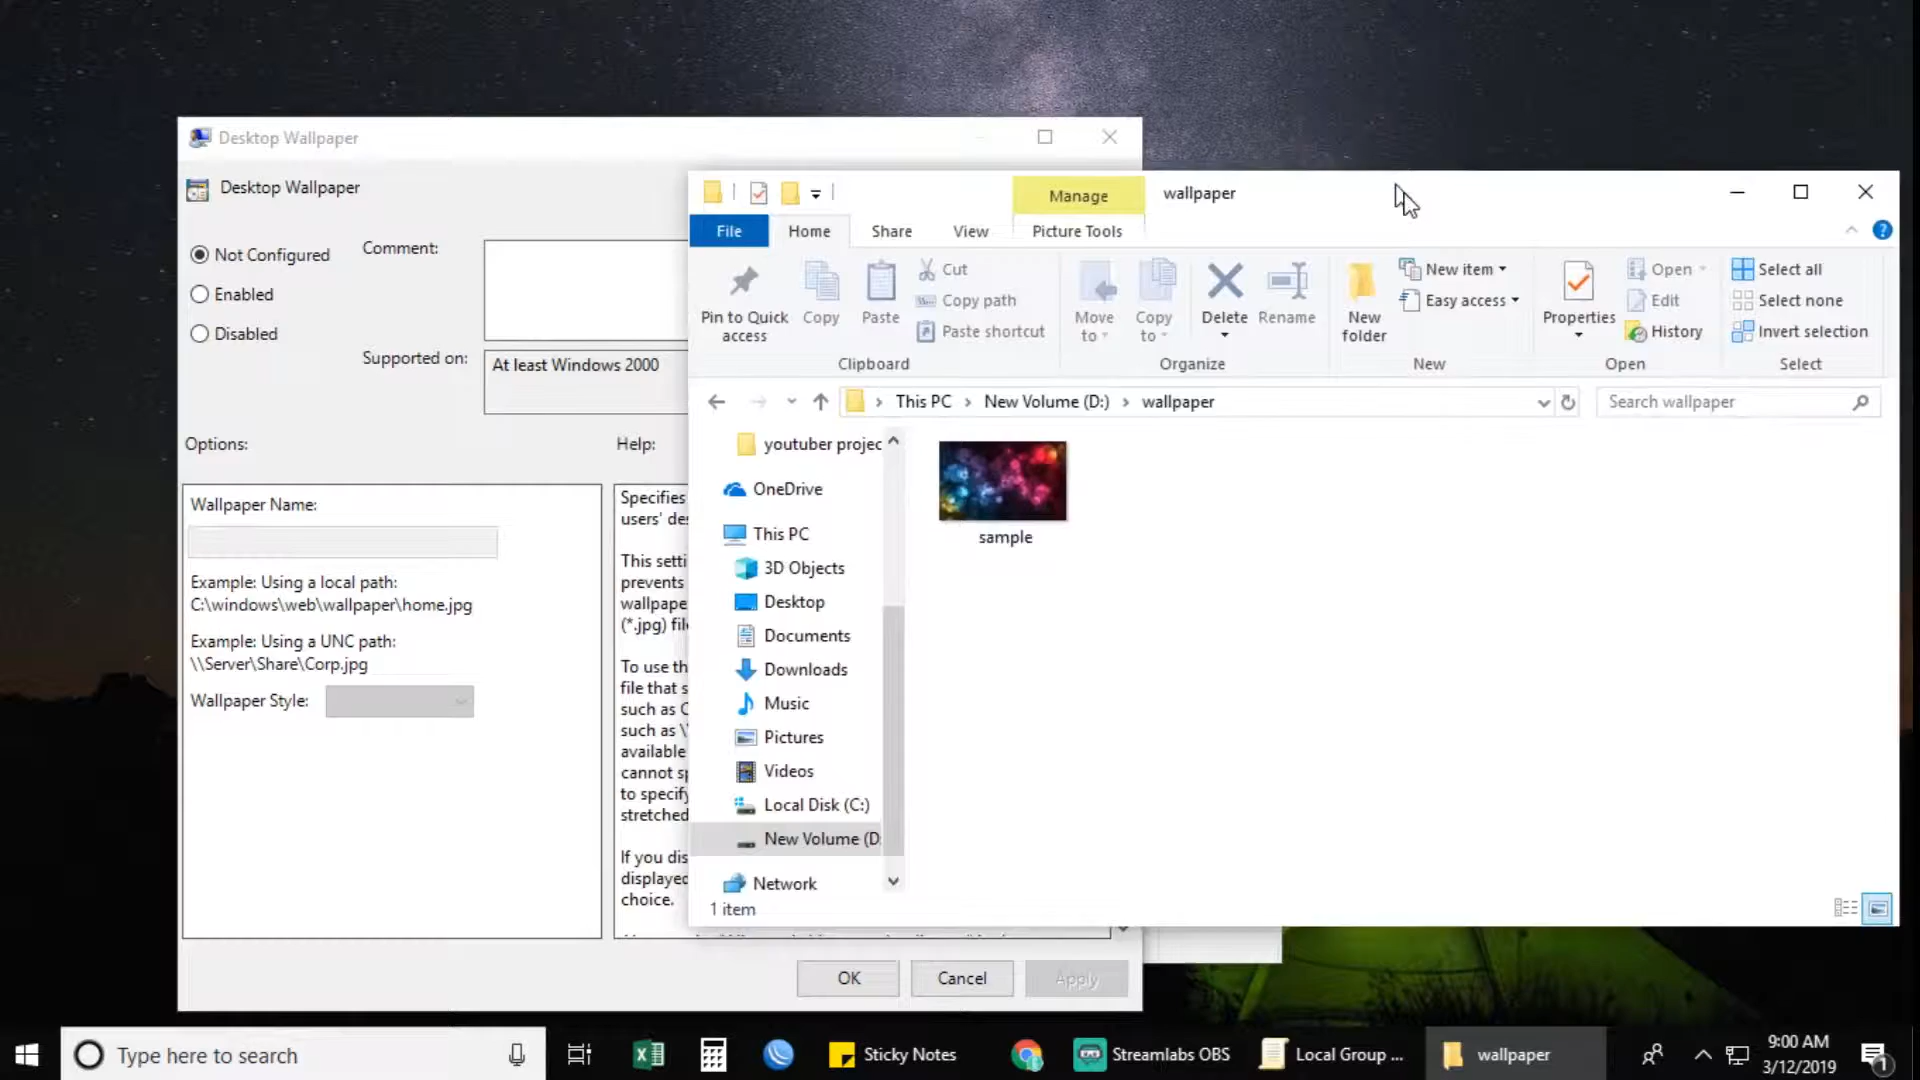 Desktop Wallpaper
Desktop Wallpaper
Not Configured
Enabled
Disabled
Comment:
Supported on:
At least Windows 2000
Options:
Help:
Wallpaper Name:
Example: Using a local path:
C:\windows\web\wallpaper\home.jpg
Example: Using a UNC path:
\\Server\Share\Corp.jpg
Wallpaper Style:
Specifies
users' des
This setti
prevents
wallpape
(*.jpg) file
To use th
file that s
such as C
such as \\
available
cannot sp
to specify
stretched
If you dis
displayed
choice.
OK
Cancel
Apply
Manage
wallpaper
File
Home
Share
View
Picture Tools
Pin to Quick
access
Copy
Paste
Cut
Copy path
Paste shortcut
Clipboard
Move
to
Copy
to
Delete
Rename
Organize
New
folder
New item
Easy access
New
Properties
Open
Edit
History
Open
Select all
Select none
Invert selection
Select
This PC > New Volume (D:) > wallpaper
Search wallpaper
youtuber projec
OneDrive
This PC
3D Objects
Desktop
Documents
Downloads
Music
Pictures
Videos
Local Disk (C:)
New Volume (D:
Network
sample
1 item
Type here to search
Sticky Notes
Streamlabs OBS
Local Group ...
wallpaper
9:00 AM
3/12/2019
1